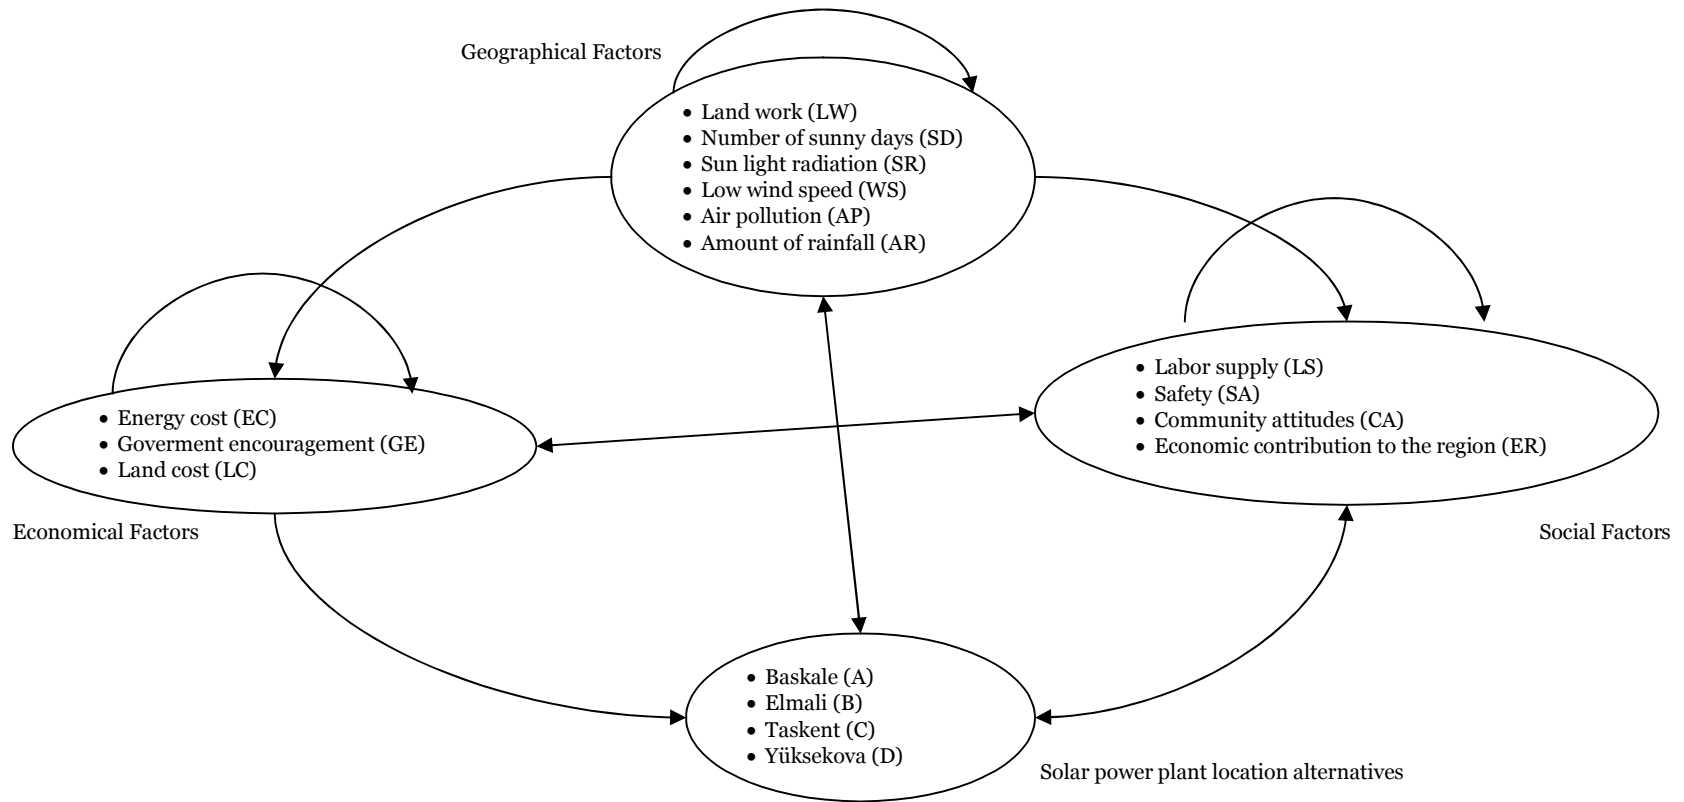 Geographical Factors
• Land work (LW)
• Number of sunny days (SD)
• Sun light radiation (SR)
• Low wind speed (WS)
• Air pollution (AP)
• Amount of rainfall (AR)
• Energy cost (EC)
• Goverment encouragement (GE)
• Land cost (LC)
Economical Factors
• Labor supply (LS)
• Safety (SA)
• Community attitudes (CA)
• Economic contribution to the region (ER)
Social Factors
• Baskale (A)
• Elmali (B)
• Taskent (C)
• Yüksekova (D)
Solar power plant location alternatives